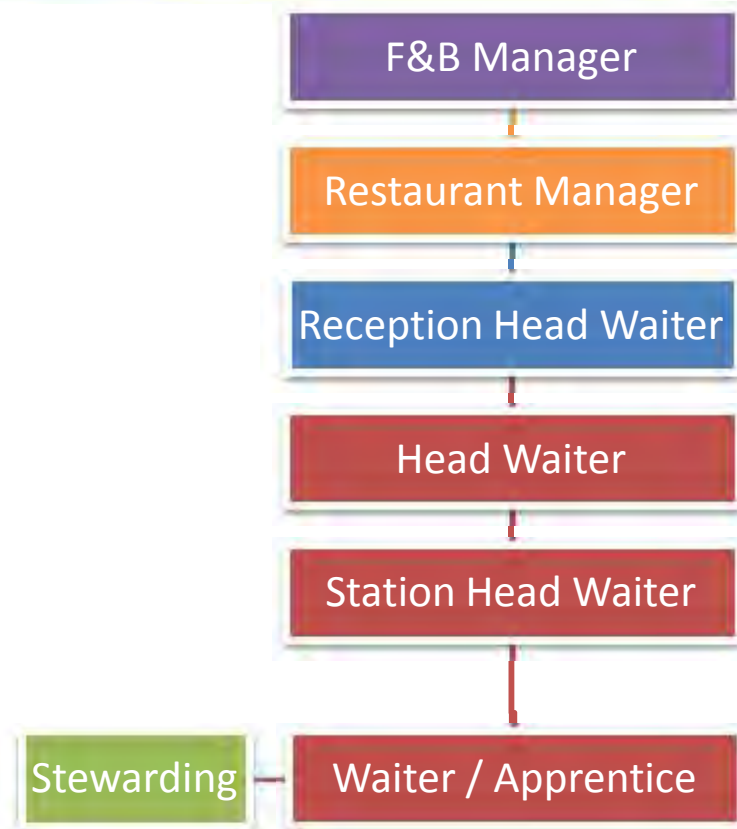 F&B Manager
Restaurant Manager
Reception Head Waiter
Head Waiter
Station Head Waiter
Stewarding
Waiter / Apprentice